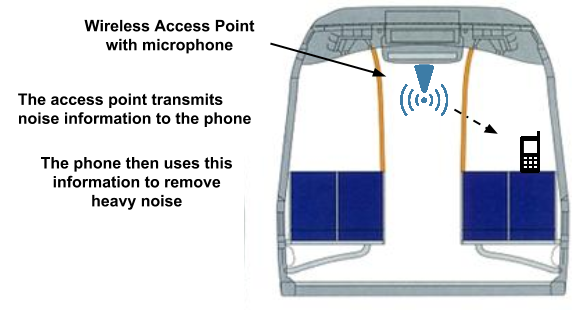 Wireless Access Point
with microphone
The access point transmits
noise information to the phone
The phone then uses this
information to remove
heavy noise